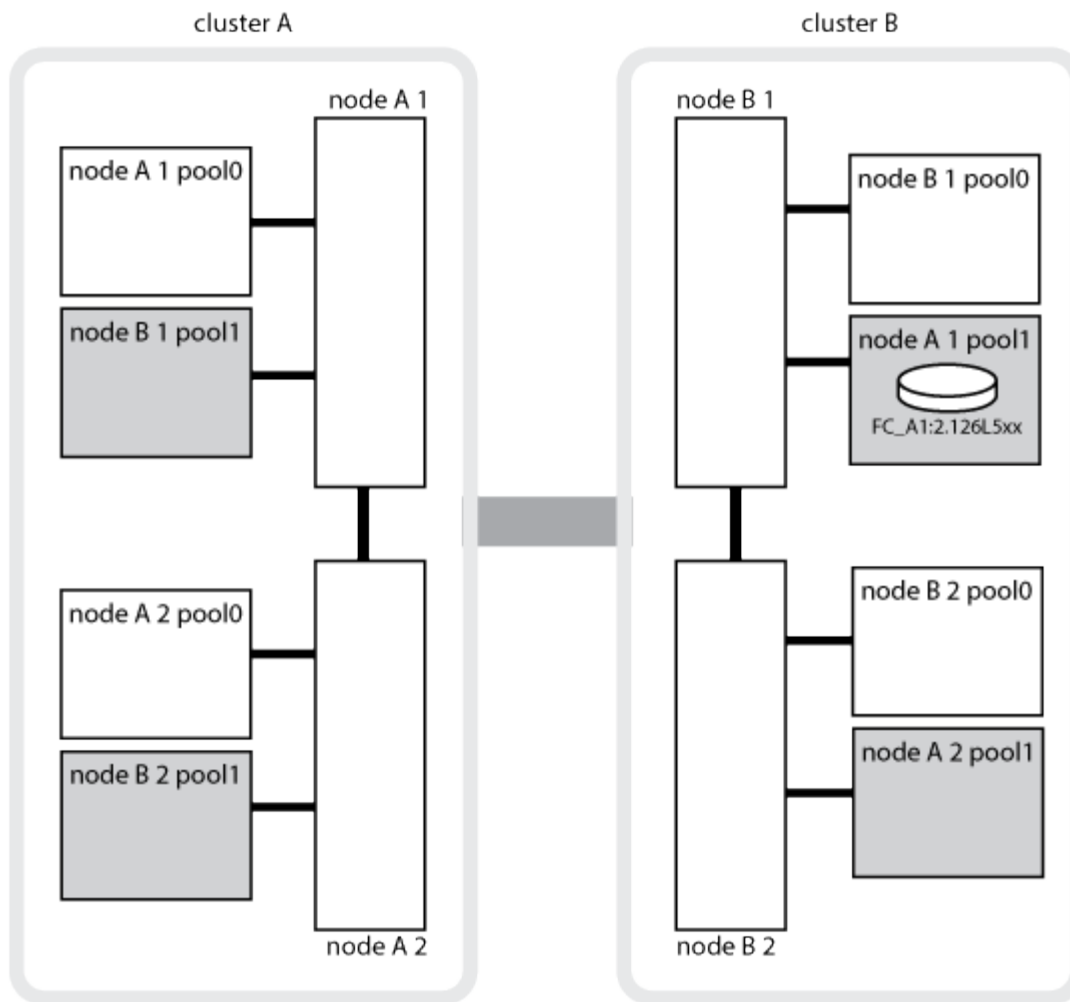 cluster A
node A 1
node A 1 pool0
node B 1 pool1
node A 2 pool0
node B 2 pool1
node A 2
cluster B
node B 1
node B 1 pool0
node A 1 pool1
FC_A1:2.126L5xx
node B 2 pool0
node A 2 pool1
node B 2